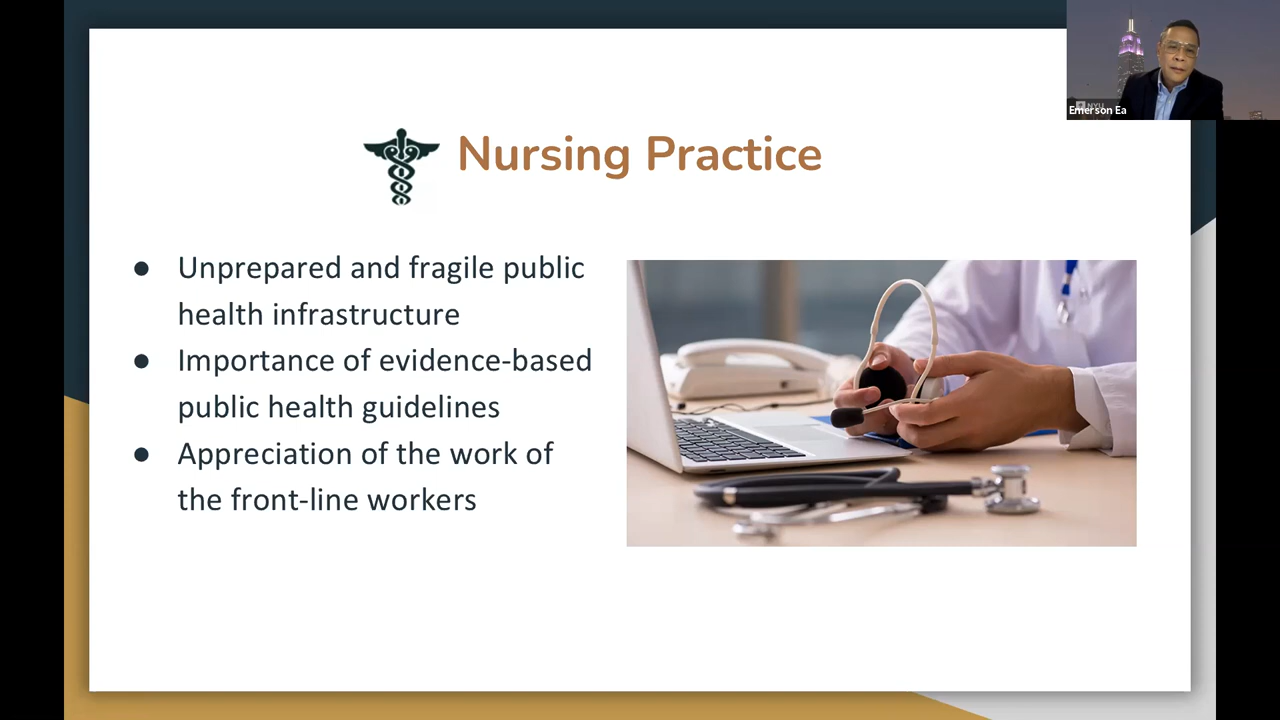 Nursing Practice
● Unprepared and fragile public
health infrastructure
● Importance of evidence-based
public health guidelines
● Appreciation of the work of
the front-line workers
NYU
Emerson Ea